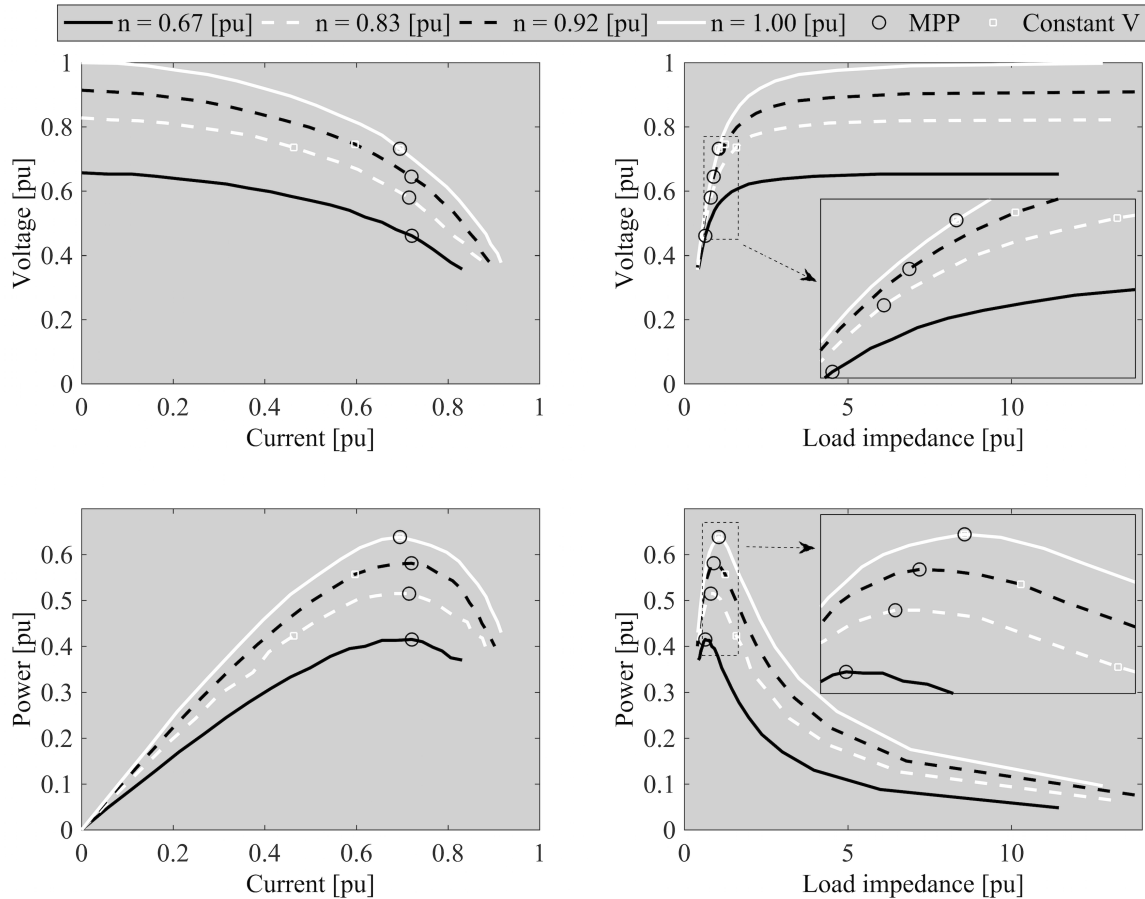 n = 0.67 [pu] n = 0.83 [pu] n = 0.92 [pu] n = 1.00 [pu] MPP Constant V
1
0.8
0.6
0.4
0.2
0
Voltage [pu]
0 0.2 0.4 0.6 0.8 1
Current [pu]
1
0.8
0.6
0.4
0.2
0
Voltage [pu]
0 5 10
Load impedance [pu]
0.6
0.5
0.4
0.3
0.2
0.1
0
Power [pu]
0 0.2 0.4 0.6 0.8 1
Current [pu]
0.6
0.5
0.4
0.3
0.2
0.1
0
Power [pu]
0 5 10
Load impedance [pu]